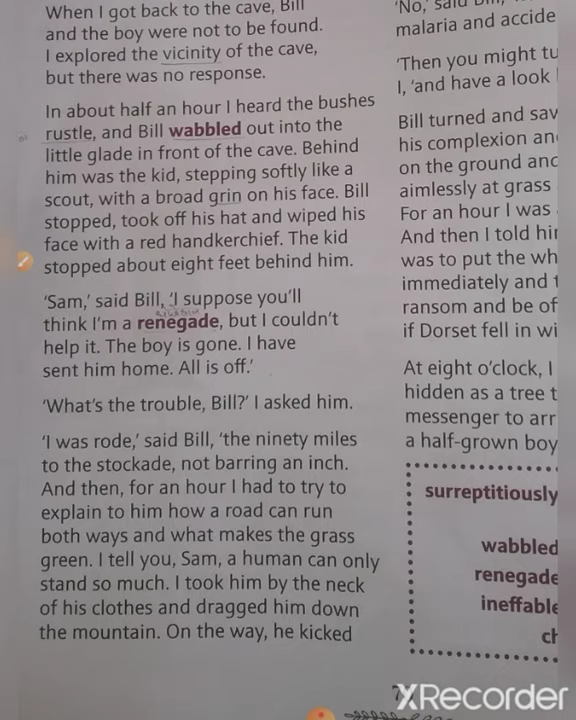 When I got back to the cave, Bill
and the boy were not to be found.
I explored the vicinity of the cave,
but there was no response.
In about half an hour I heard the bushes
rustle, and Bill wabbled out into the
little glade in front of the cave. Behind
him was the kid, stepping softly like a
scout, with a broad grin on his face. Bill
stopped, took off his hat and wiped his
face with a red handkerchief. The kid
stopped about eight feet behind him.
‘Sam,’ said Bill, ‘I suppose you’ll
think I’m a renegade, but I couldn’t
help it. The boy is gone. I have
sent him home. All is off.’
‘What’s the trouble, Bill?’ I asked him.
‘I was rode,’ said Bill, ‘the ninety miles
to the stockade, not barring an inch.
And then, for an hour I had to try to
explain to him how a road can run
both ways and what makes the grass
green. I tell you, Sam, a human can only
stand so much. I took him by the neck
of his clothes and dragged him down
the mountain. On the way, he kicked
‘No,’ said Bill,
malaria and accide
‘Then you might tu
I, ‘and have a look
Bill turned and saw
his complexion an
on the ground and
aimlessly at grass
For an hour I was
And then I told hi
was to put the wh
immediately and
ransom and be of
if Dorset fell in wi
At eight o’clock, I
hidden as a tree t
messenger to arr
a half-grown boy
surreptitiously
wabbled
renegade
ineffable
ch
XRecorder